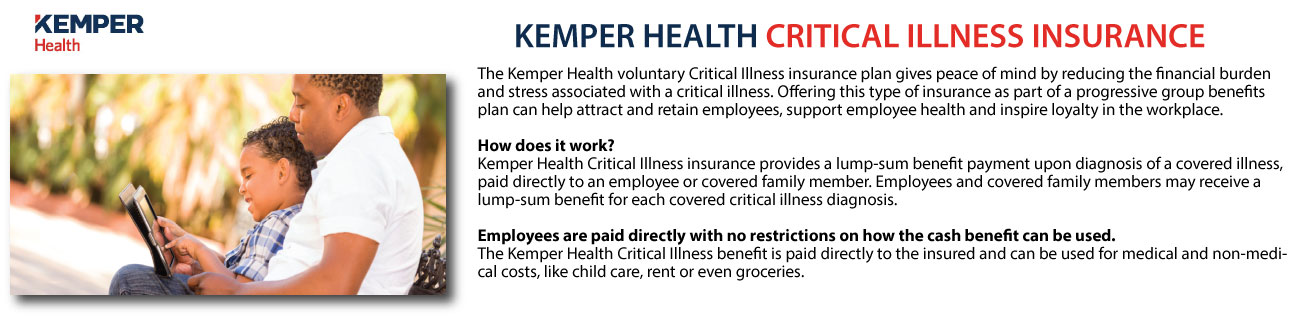 KEMPER
Health
KEMPER HEALTH CRITICAL ILLNESS INSURANCE
The Kemper Health voluntary Critical Illness insurance plan gives peace of mind by reducing the financial burden
and stress associated with a critical illness. Offering this type of insurance as part of a progressive group benefits
plan can help attract and retain employees, support employee health and inspire loyalty in the workplace.
How does it work?
Kemper Health Critical Illness insurance provides a lump-sum benefit payment upon diagnosis of a covered illness,
paid directly to an employee or covered family member. Employees and covered family members may receive a
lump-sum benefit for each covered critical illness diagnosis.
Employees are paid directly with no restrictions on how the cash benefit can be used.
The Kemper Health Critical Illness benefit is paid directly to the insured and can be used for medical and non-medi-
cal costs, like child care, rent or even groceries.